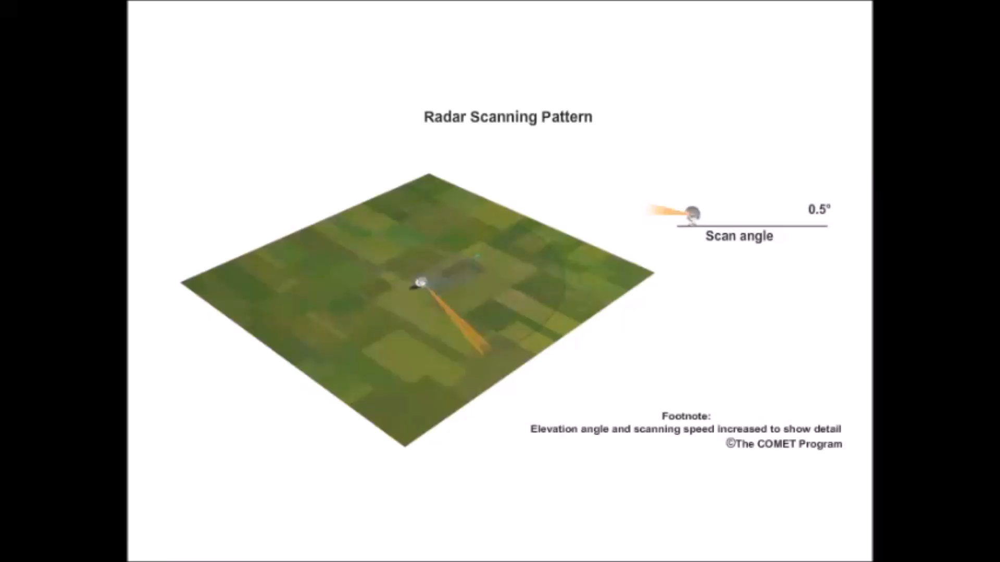 Radar Scanning Pattern
0.5°
Scan angle
Footnote:
Elevation angle and scanning speed increased to show detail
©The COMET Program